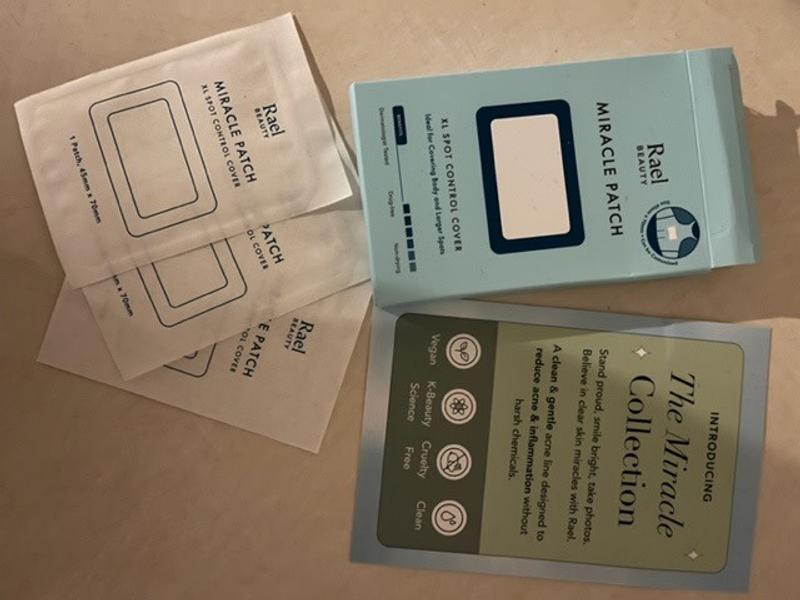 Rael
BEAUTY
MIRACLE PATCH
XL SPOT CONTROL COVER
1 Patch, 45mm x 70mm
PATCH
OL COVER
m x 70mm
Rael
BEAUTY
E PATCH
OL COVER
Rael
BEAUTY
MIRACLE PATCH
XL SPOT CONTROL COVER
Ideal for Covering Body and Larger Spots
Dermatologist Tested
Drug-free
Non-drying
INTRODUCING
The Miracle
Collection
Stand proud, smile bright, take photos.
Believe in clear skin miracles with Rael.
A clean & gentle acne line designed to
reduce acne & inflammation without
harsh chemicals.
Vegan
K-Beauty
Science
Cruelty
Free
Clean